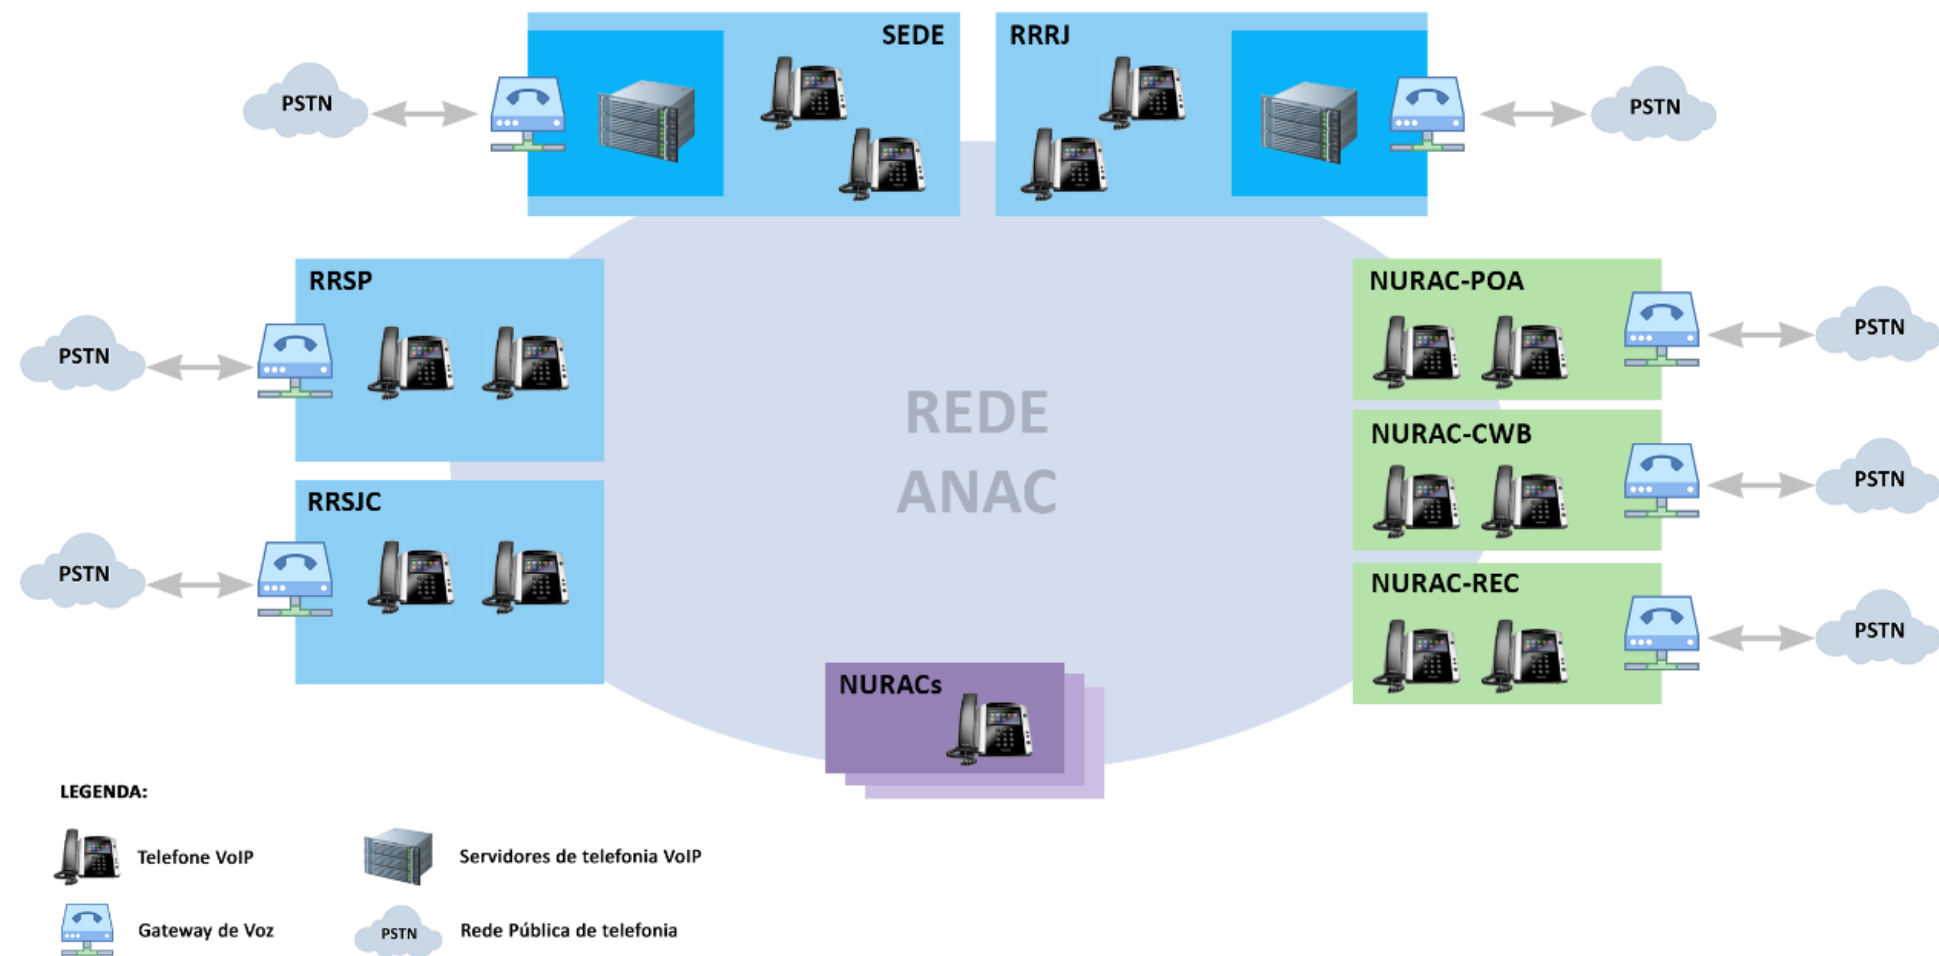 SEDE
RRRJ
PSTN
PSTN
RRSP
NURAC-POA
PSTN
PSTN
REDE
ANAC
NURAC-CWB
PSTN
RRSJC
PSTN
NURAC-REC
PSTN
NURACs
LEGENDA:
Telefone VoIP
Servidores de telefonia VoIP
Gateway de Voz
PSTN
Rede Pública de telefonia